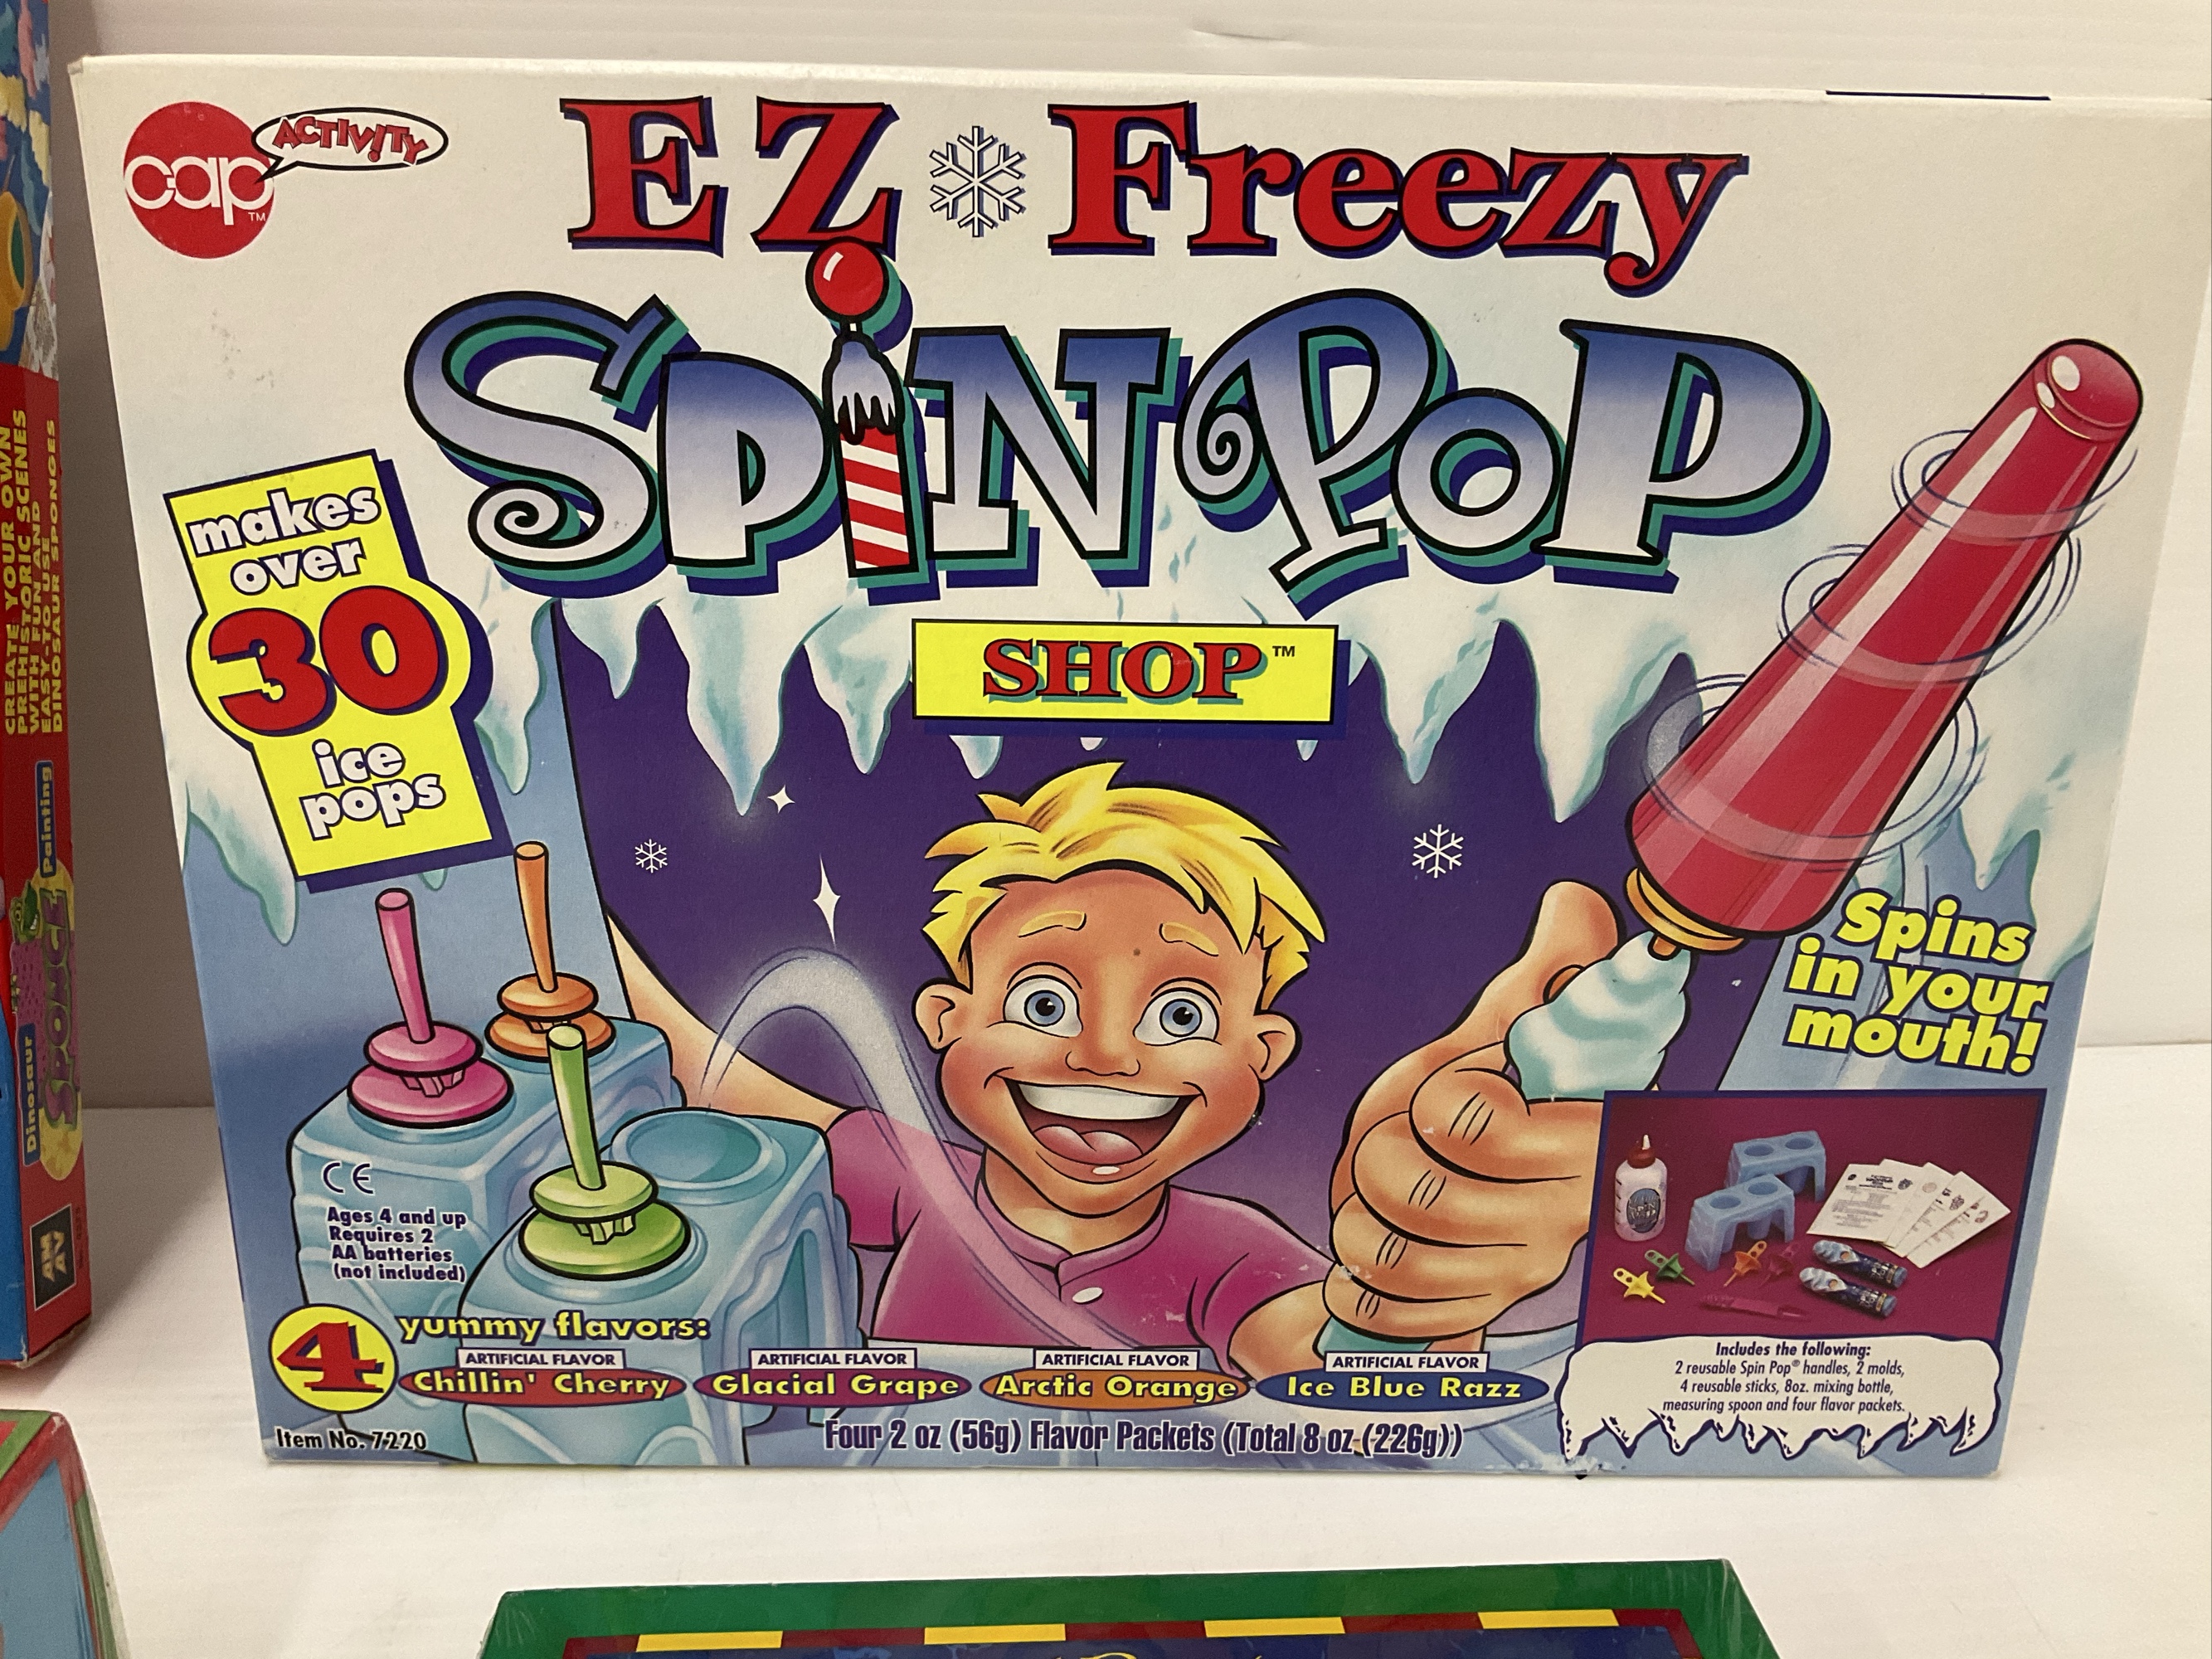 cap™
ACTIVITY
EZ Freezy
SPiN POP
SHOP™
makes
over
30
ice
pops
Spins
in your
mouth!
CE
Ages 4 and up
Requires 2
AA batteries
(not included)
4 yummy flavors:
ARTIFICIAL FLAVOR
Chillin' Cherry
ARTIFICIAL FLAVOR
Glacial Grape
ARTIFICIAL FLAVOR
Arctic Orange
ARTIFICIAL FLAVOR
Ice Blue Razz
Item No. 7220
Four 2 oz (56g) Flavor Packets (Total 8 oz (226g))
Includes the following:
2 reusable Spin Pop® handles, 2 molds,
4 reusable sticks, 8oz. mixing bottle,
measuring spoon and four flavor packets.
CREATE YOUR OWN
PREHISTORIC SCENES
WITH FUN AND
EASY-TO-USE
DINOSAUR SPONGES
Dinosaur
SPONGE
Painting